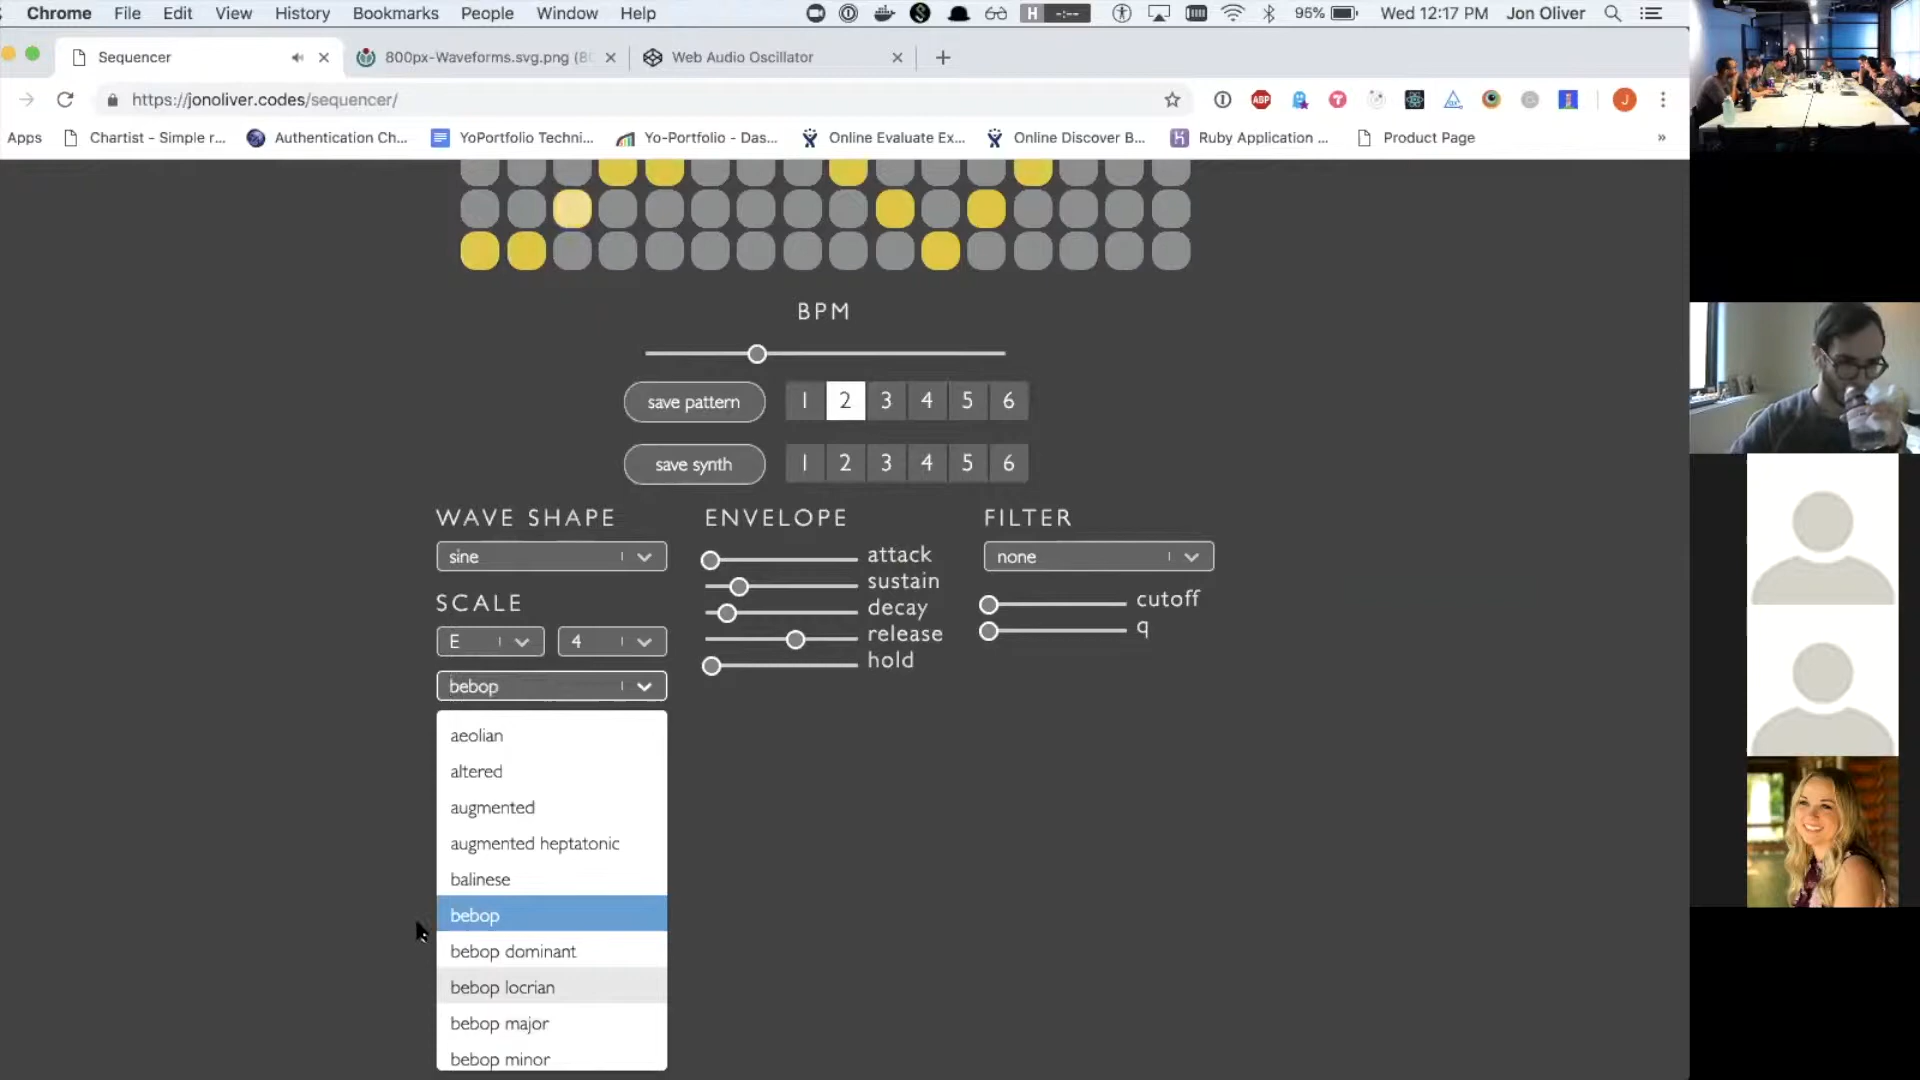 Chrome File Edit View History Bookmarks People Window Help H -:-- 95% Wed 12:17 PM Jon Oliver
Sequencer 800px-Waveforms.svg.png (80 Web Audio Oscillator
https://jonoliver.codes/sequencer/ ABP T J
Apps Chartist - Simple r... Authentication Ch... YoPortfolio Techni... Yo-Portfolio - Das... Online Evaluate Ex... Online Discover B... Ruby Application ... Product Page »
BPM
save pattern 1 2 3 4 5 6
save synth 1 2 3 4 5 6
WAVE SHAPE ENVELOPE FILTER
sine attack none
sustain
SCALE decay cutoff
E 4 release q
hold
bebop
aeolian
altered
augmented
augmented heptatonic
balinese
bebop
bebop dominant
bebop locrian
bebop major
bebop minor